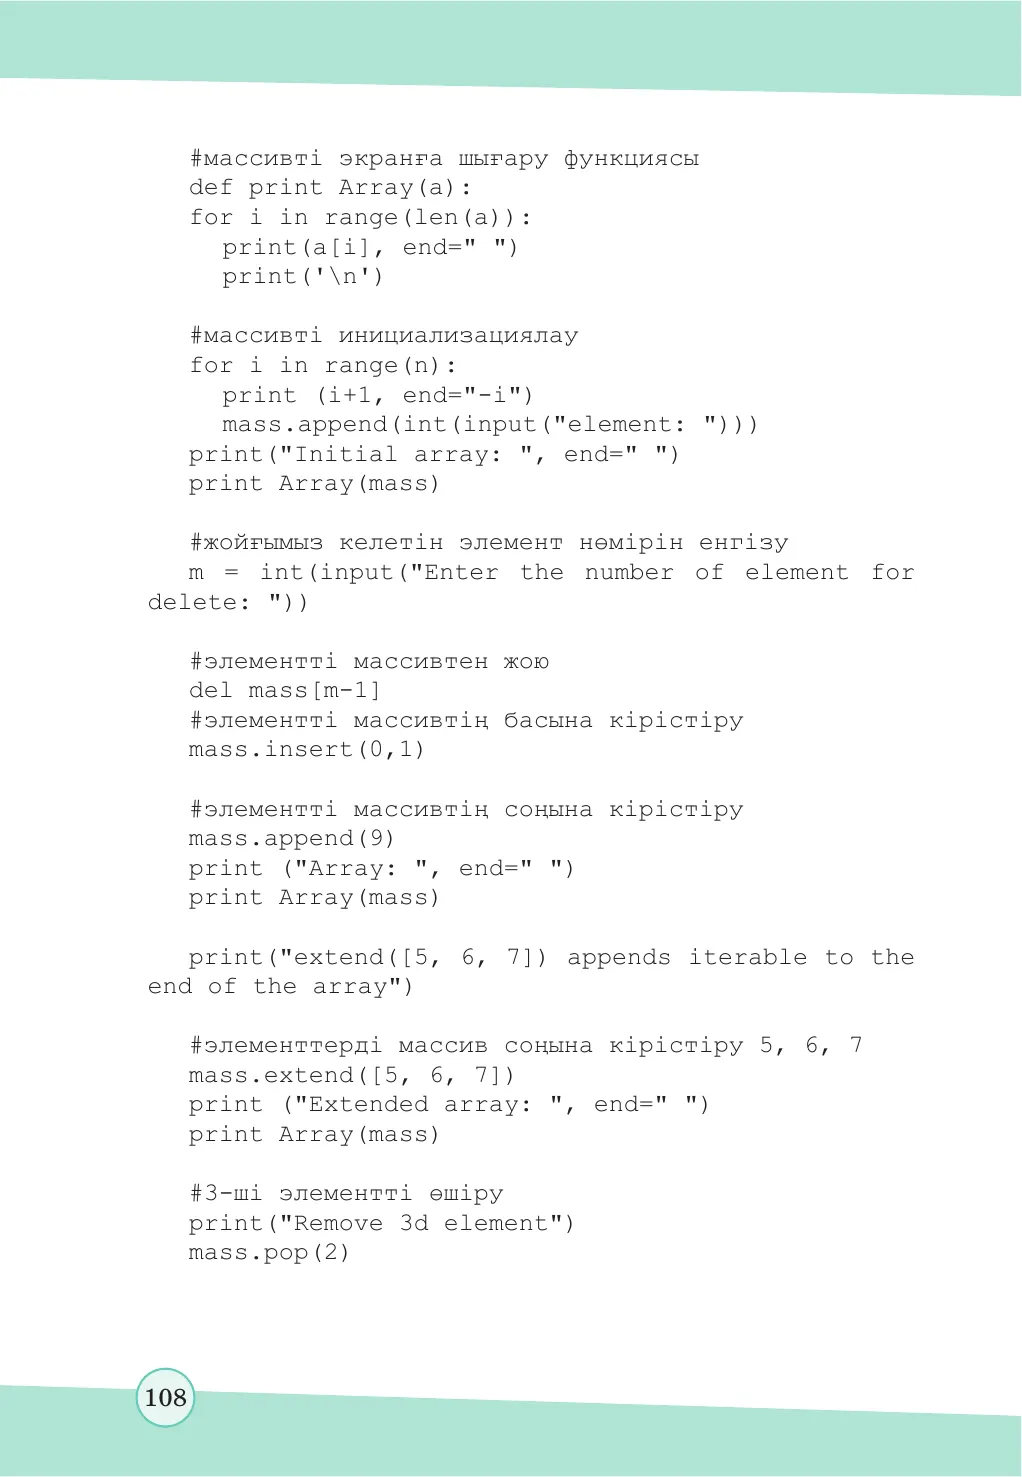 #массивті экранға шығару функциясы
def print Array(a):
for i in range(len(a)):
print(a[i], end=" ")
print('\n')
#массивті инициализациялау
for i in range(n):
print (i+1, end="-i")
mass.append(int(input("element: ")))
print("Initial array: ", end=" ")
print Array(mass)
#жойғымыз келетін элемент нөмірін енгізу
m = int(input("Enter the number of element for
delete: "))
#элементті массивтен жою
del mass[m-1]
#элементті массивтің басына кірістіру
mass.insert(0,1)
#элементті массивтің соңына кірістіру
mass.append(9)
print ("Array: ", end=" ")
print Array(mass)
print("extend([5, 6, 7]) appends iterable to the
end of the array")
#элементтерді массив соңына кірістіру 5, 6, 7
mass.extend([5, 6, 7])
print ("Extended array: ", end=" ")
print Array(mass)
#3-ші элементті өшіру
print("Remove 3d element")
mass.pop(2)
108